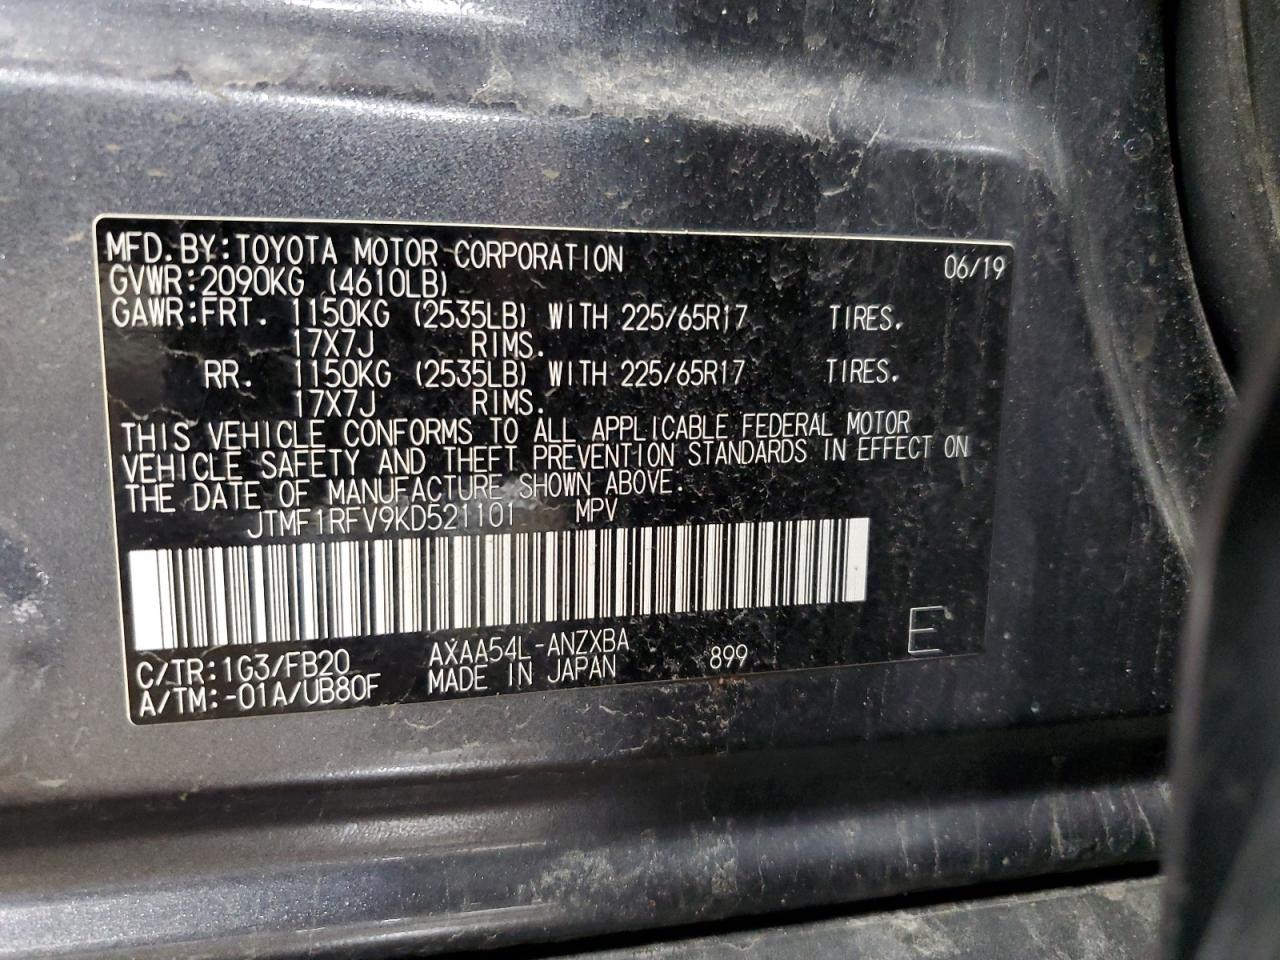 MFD.BY:TOYOTA MOTOR CORPORATION 06/19
GVWR:2090KG (4610LB)
GAWR:FRT. 1150KG (2535LB) WITH 225/65R17 TIRES.
17X7J RIMS.
RR. 1150KG (2535LB) WITH 225/65R17 TIRES.
17X7J RIMS.
THIS VEHICLE CONFORMS TO ALL APPLICABLE FEDERAL MOTOR
VEHICLE SAFETY AND THEFT PREVENTION STANDARDS IN EFFECT ON
THE DATE OF MANUFACTURE SHOWN ABOVE.
JTMF1RFV9KD521101 MPV
C/TR:1G3/FB20 AXAA54L-ANZXBA 899 E
A/TM:-01A/UB80F MADE IN JAPAN